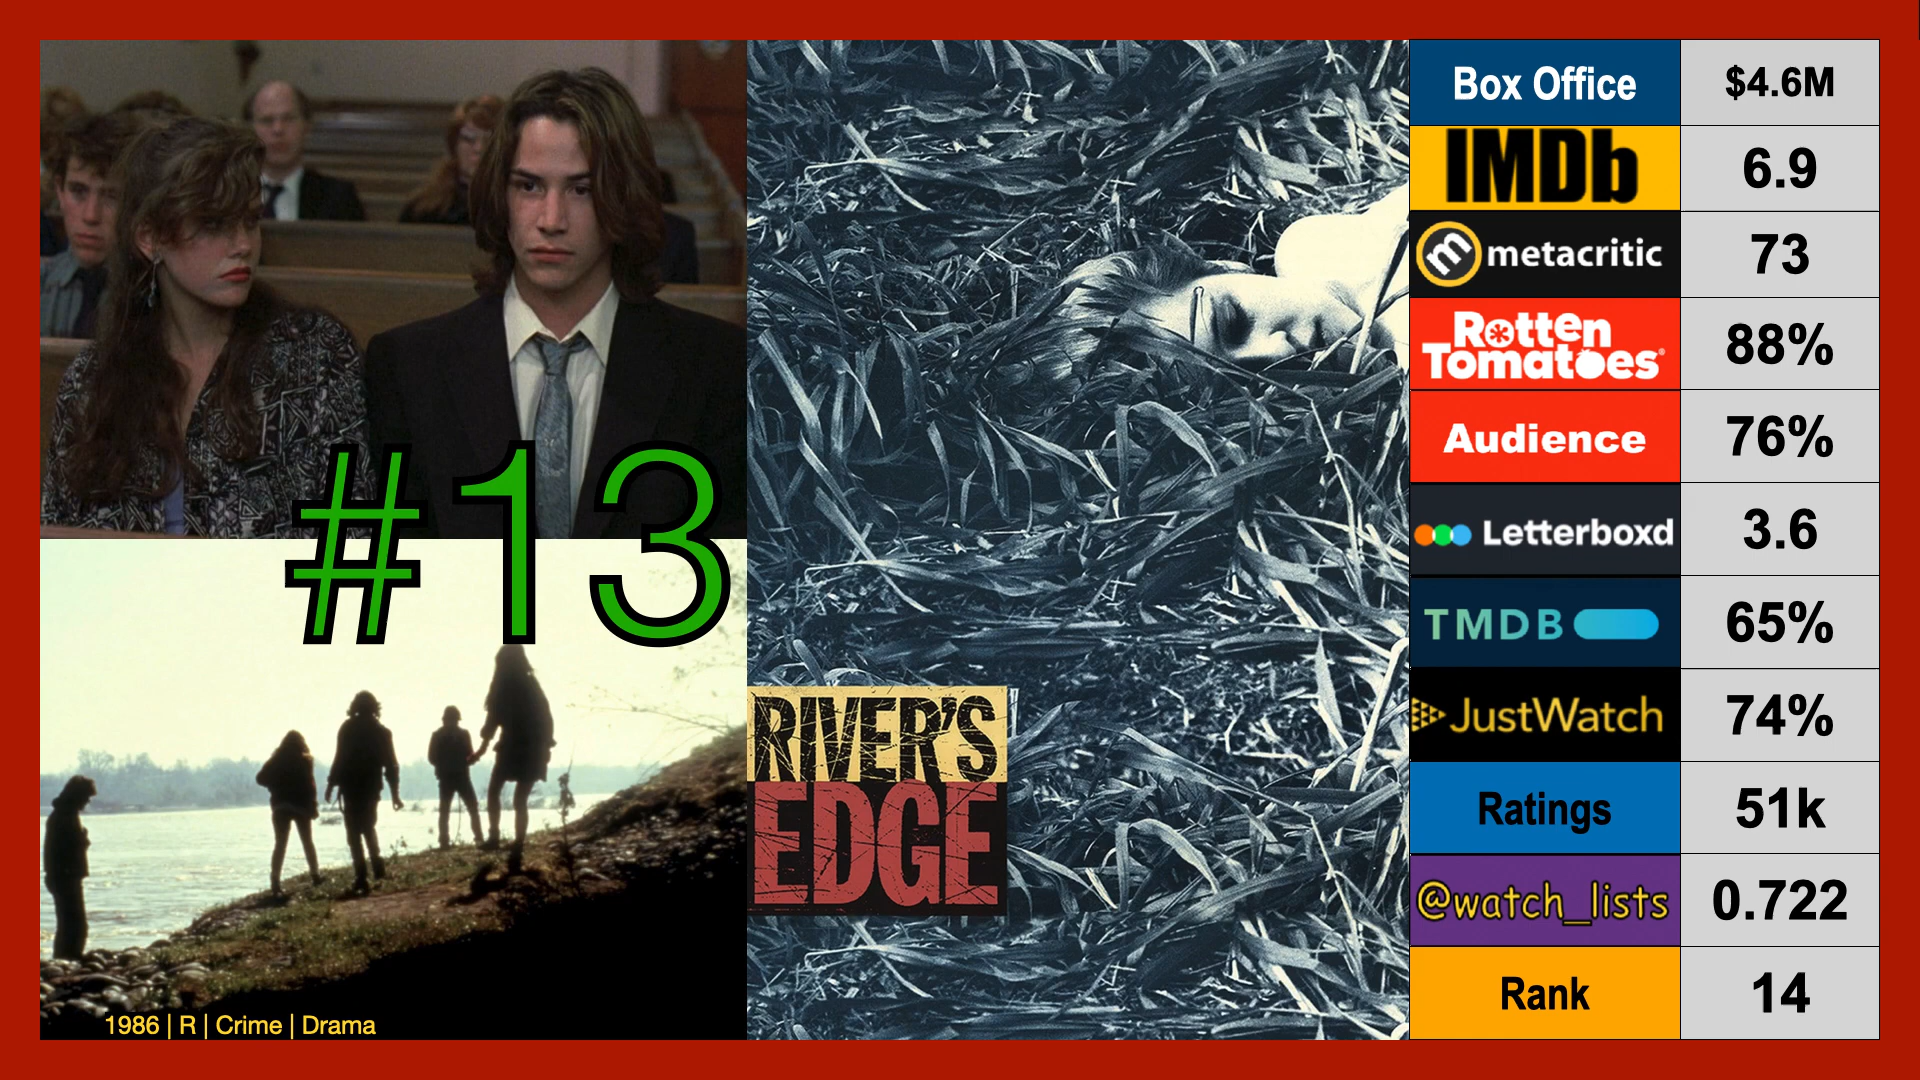 #13
1986 | R | Crime | Drama
RIVER'S
EDGE
Box Office $4.6M
IMDb 6.9
m metacritic 73
Rotten
Tomatoes® 88%
Audience 76%
Letterboxd 3.6
TMDB 65%
JustWatch 74%
Ratings 51k
@watch_lists 0.722
Rank 14